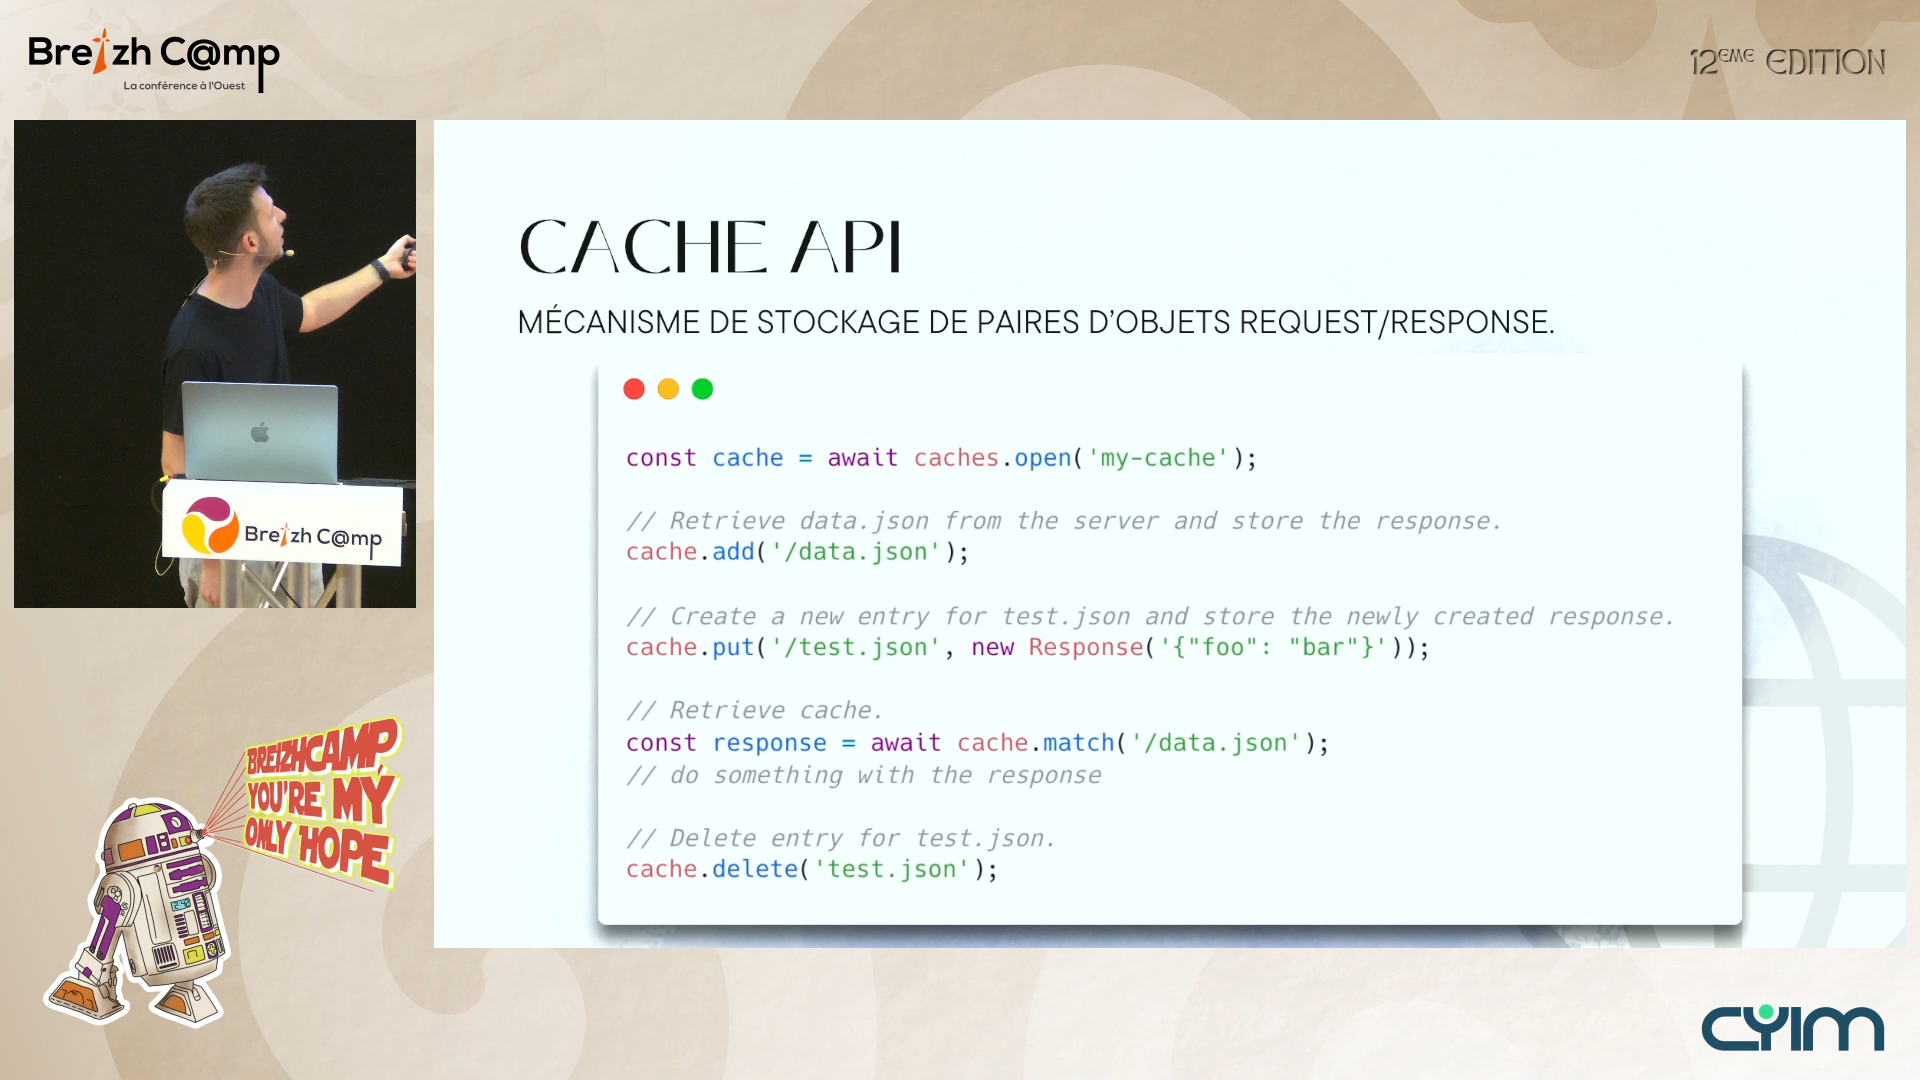 Breizh C@mp
La conférence à l'Ouest
12ÈME EDITION
CACHE API
MÉCANISME DE STOCKAGE DE PAIRES D'OBJETS REQUEST/RESPONSE.
const cache = await caches.open('my-cache');
// Retrieve data.json from the server and store the response.
cache.add('/data.json');
// Create a new entry for test.json and store the newly created response.
cache.put('/test.json', new Response('{"foo": "bar"}'));
// Retrieve cache.
const response = await cache.match('/data.json');
// do something with the response
// Delete entry for test.json.
cache.delete('test.json');
Breizh C@mp
BREIZHCAMP,
YOU'RE MY
ONLY HOPE
CYIM